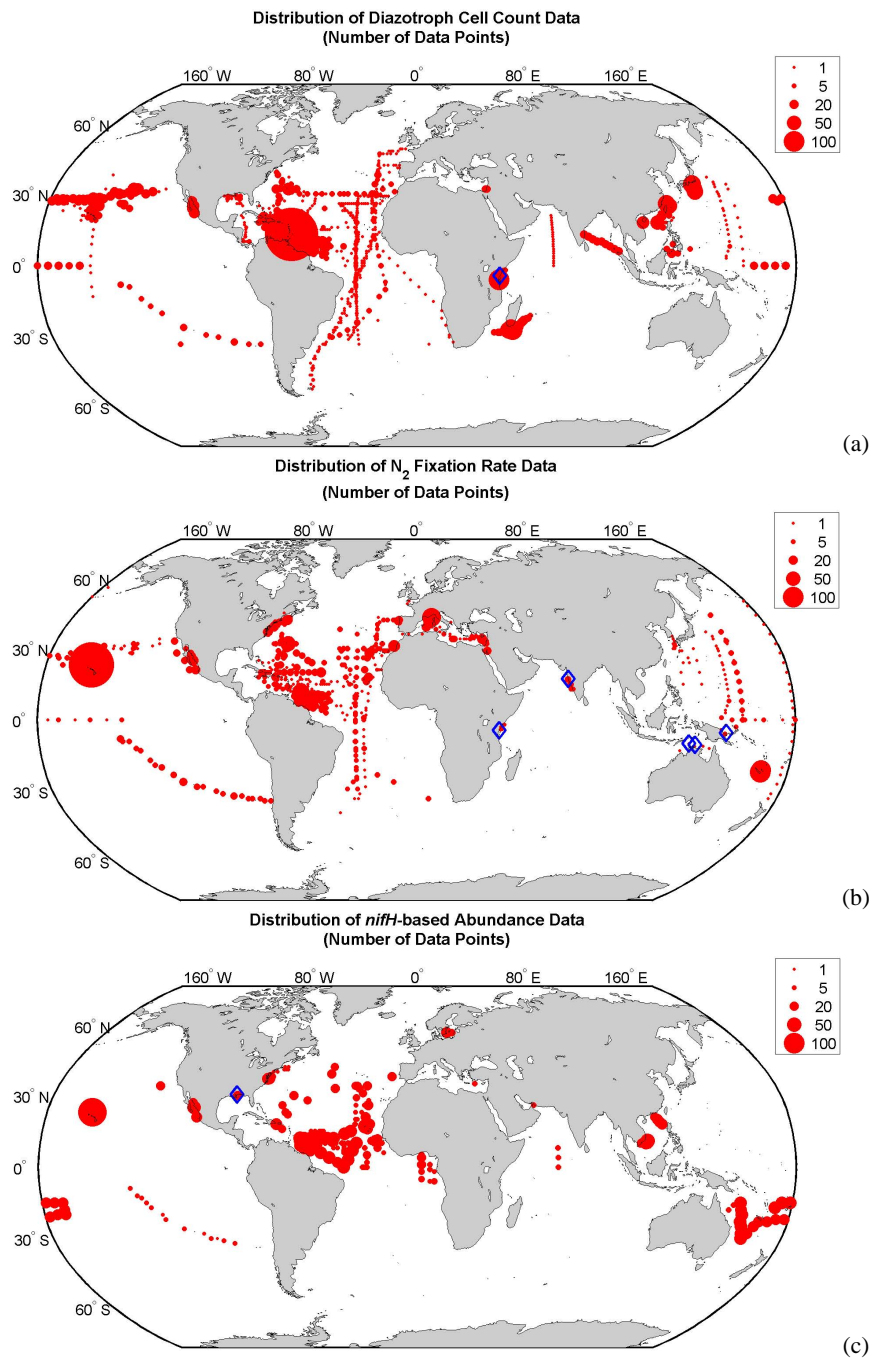 Distribution of Diazotroph Cell Count Data
(Number of Data Points)
160° W 80° W 0° 80° E 160° E
60° N
30° N
0°
30° S
60° S
1
5
20
50
100
(a)
Distribution of N₂ Fixation Rate Data
(Number of Data Points)
160° W 80° W 0° 80° E 160° E
60° N
30° N
0°
30° S
60° S
1
5
20
50
100
(b)
Distribution of nifH-based Abundance Data
(Number of Data Points)
160° W 80° W 0° 80° E 160° E
60° N
30° N
0°
30° S
60° S
1
5
20
50
100
(c)